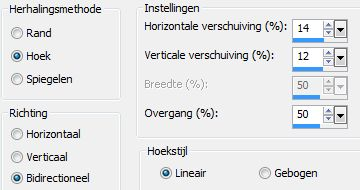 Herhalingsmethode
Rand
Hoek
Spiegelen
Richting
Horizontaal
Verticaal
Bidirectioneel
Instellingen
Horizontale verschuiving (%): 14
Verticale verschuiving (%): 12
Breedte (%): 50
Overgang (%): 50
Hoekstijl
Lineair
Gebogen